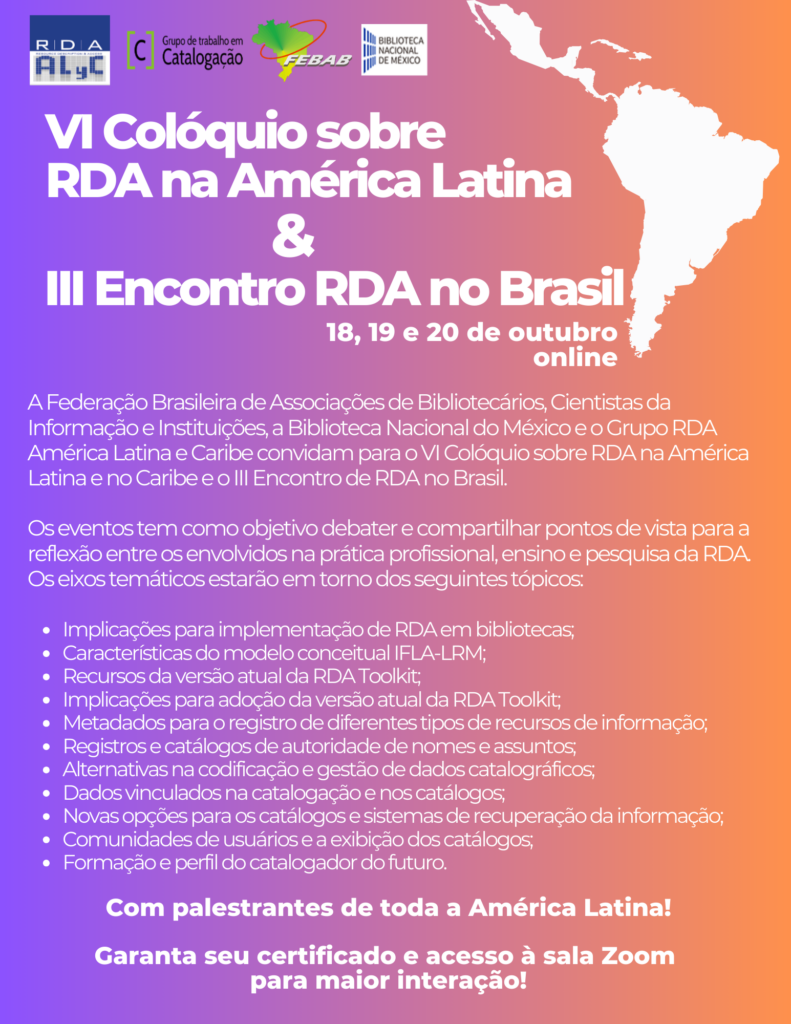 RDA
ALyC
[C] Grupo de trabalho em
Catalogação
FEBAB
BIBLIOTECA
NACIONAL
DE MÉXICO
VI Colóquio sobre
RDA na América Latina
&
III Encontro RDA no Brasil
18, 19 e 20 de outubro
online
A Federação Brasileira de Associações de Bibliotecários, Cientistas da
Informação e Instituições, a Biblioteca Nacional do México e o Grupo RDA
América Latina e Caribe convidam para o VI Colóquio sobre RDA na América
Latina e no Caribe e o III Encontro de RDA no Brasil.
Os eventos tem como objetivo debater e compartilhar pontos de vista para a
reflexão entre os envolvidos na prática profissional, ensino e pesquisa da RDA.
Os eixos temáticos estarão em torno dos seguintes tópicos:
• Implicações para implementação de RDA em bibliotecas;
• Características do modelo conceitual IFLA-LRM;
• Recursos da versão atual da RDA Toolkit;
• Implicações para adoção da versão atual da RDA Toolkit;
• Metadados para o registro de diferentes tipos de recursos de informação;
• Registros e catálogos de autoridade de nomes e assuntos;
• Alternativas na codificação e gestão de dados catalográficos;
• Dados vinculados na catalogação e nos catálogos;
• Novas opções para os catálogos e sistemas de recuperação da informação;
• Comunidades de usuários e a exibição dos catálogos;
• Formação e perfil do catalogador do futuro.
Com palestrantes de toda a América Latina!
Garanta seu certificado e acesso à sala Zoom
para maior interação!